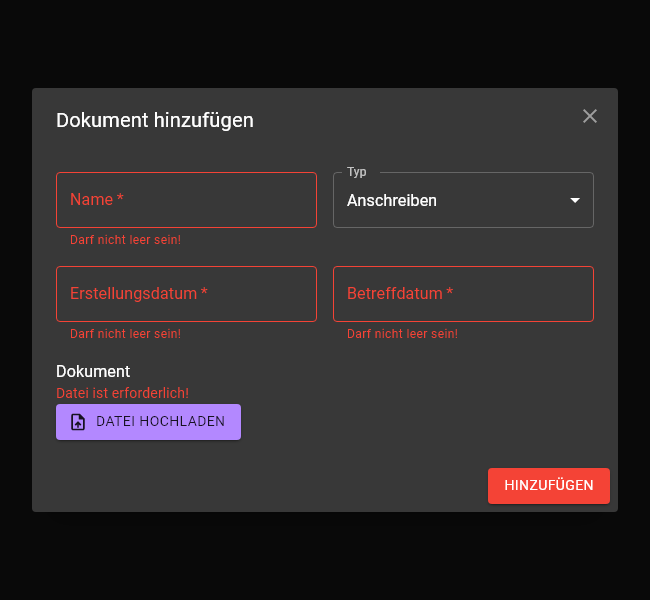 Dokument hinzufügen
Name *
Typ
Anschreiben
Darf nicht leer sein!
Erstellungsdatum *
Betreffdatum *
Darf nicht leer sein!
Darf nicht leer sein!
Dokument
Datei ist erforderlich!
DATEI HOCHLADEN
HINZUFÜGEN